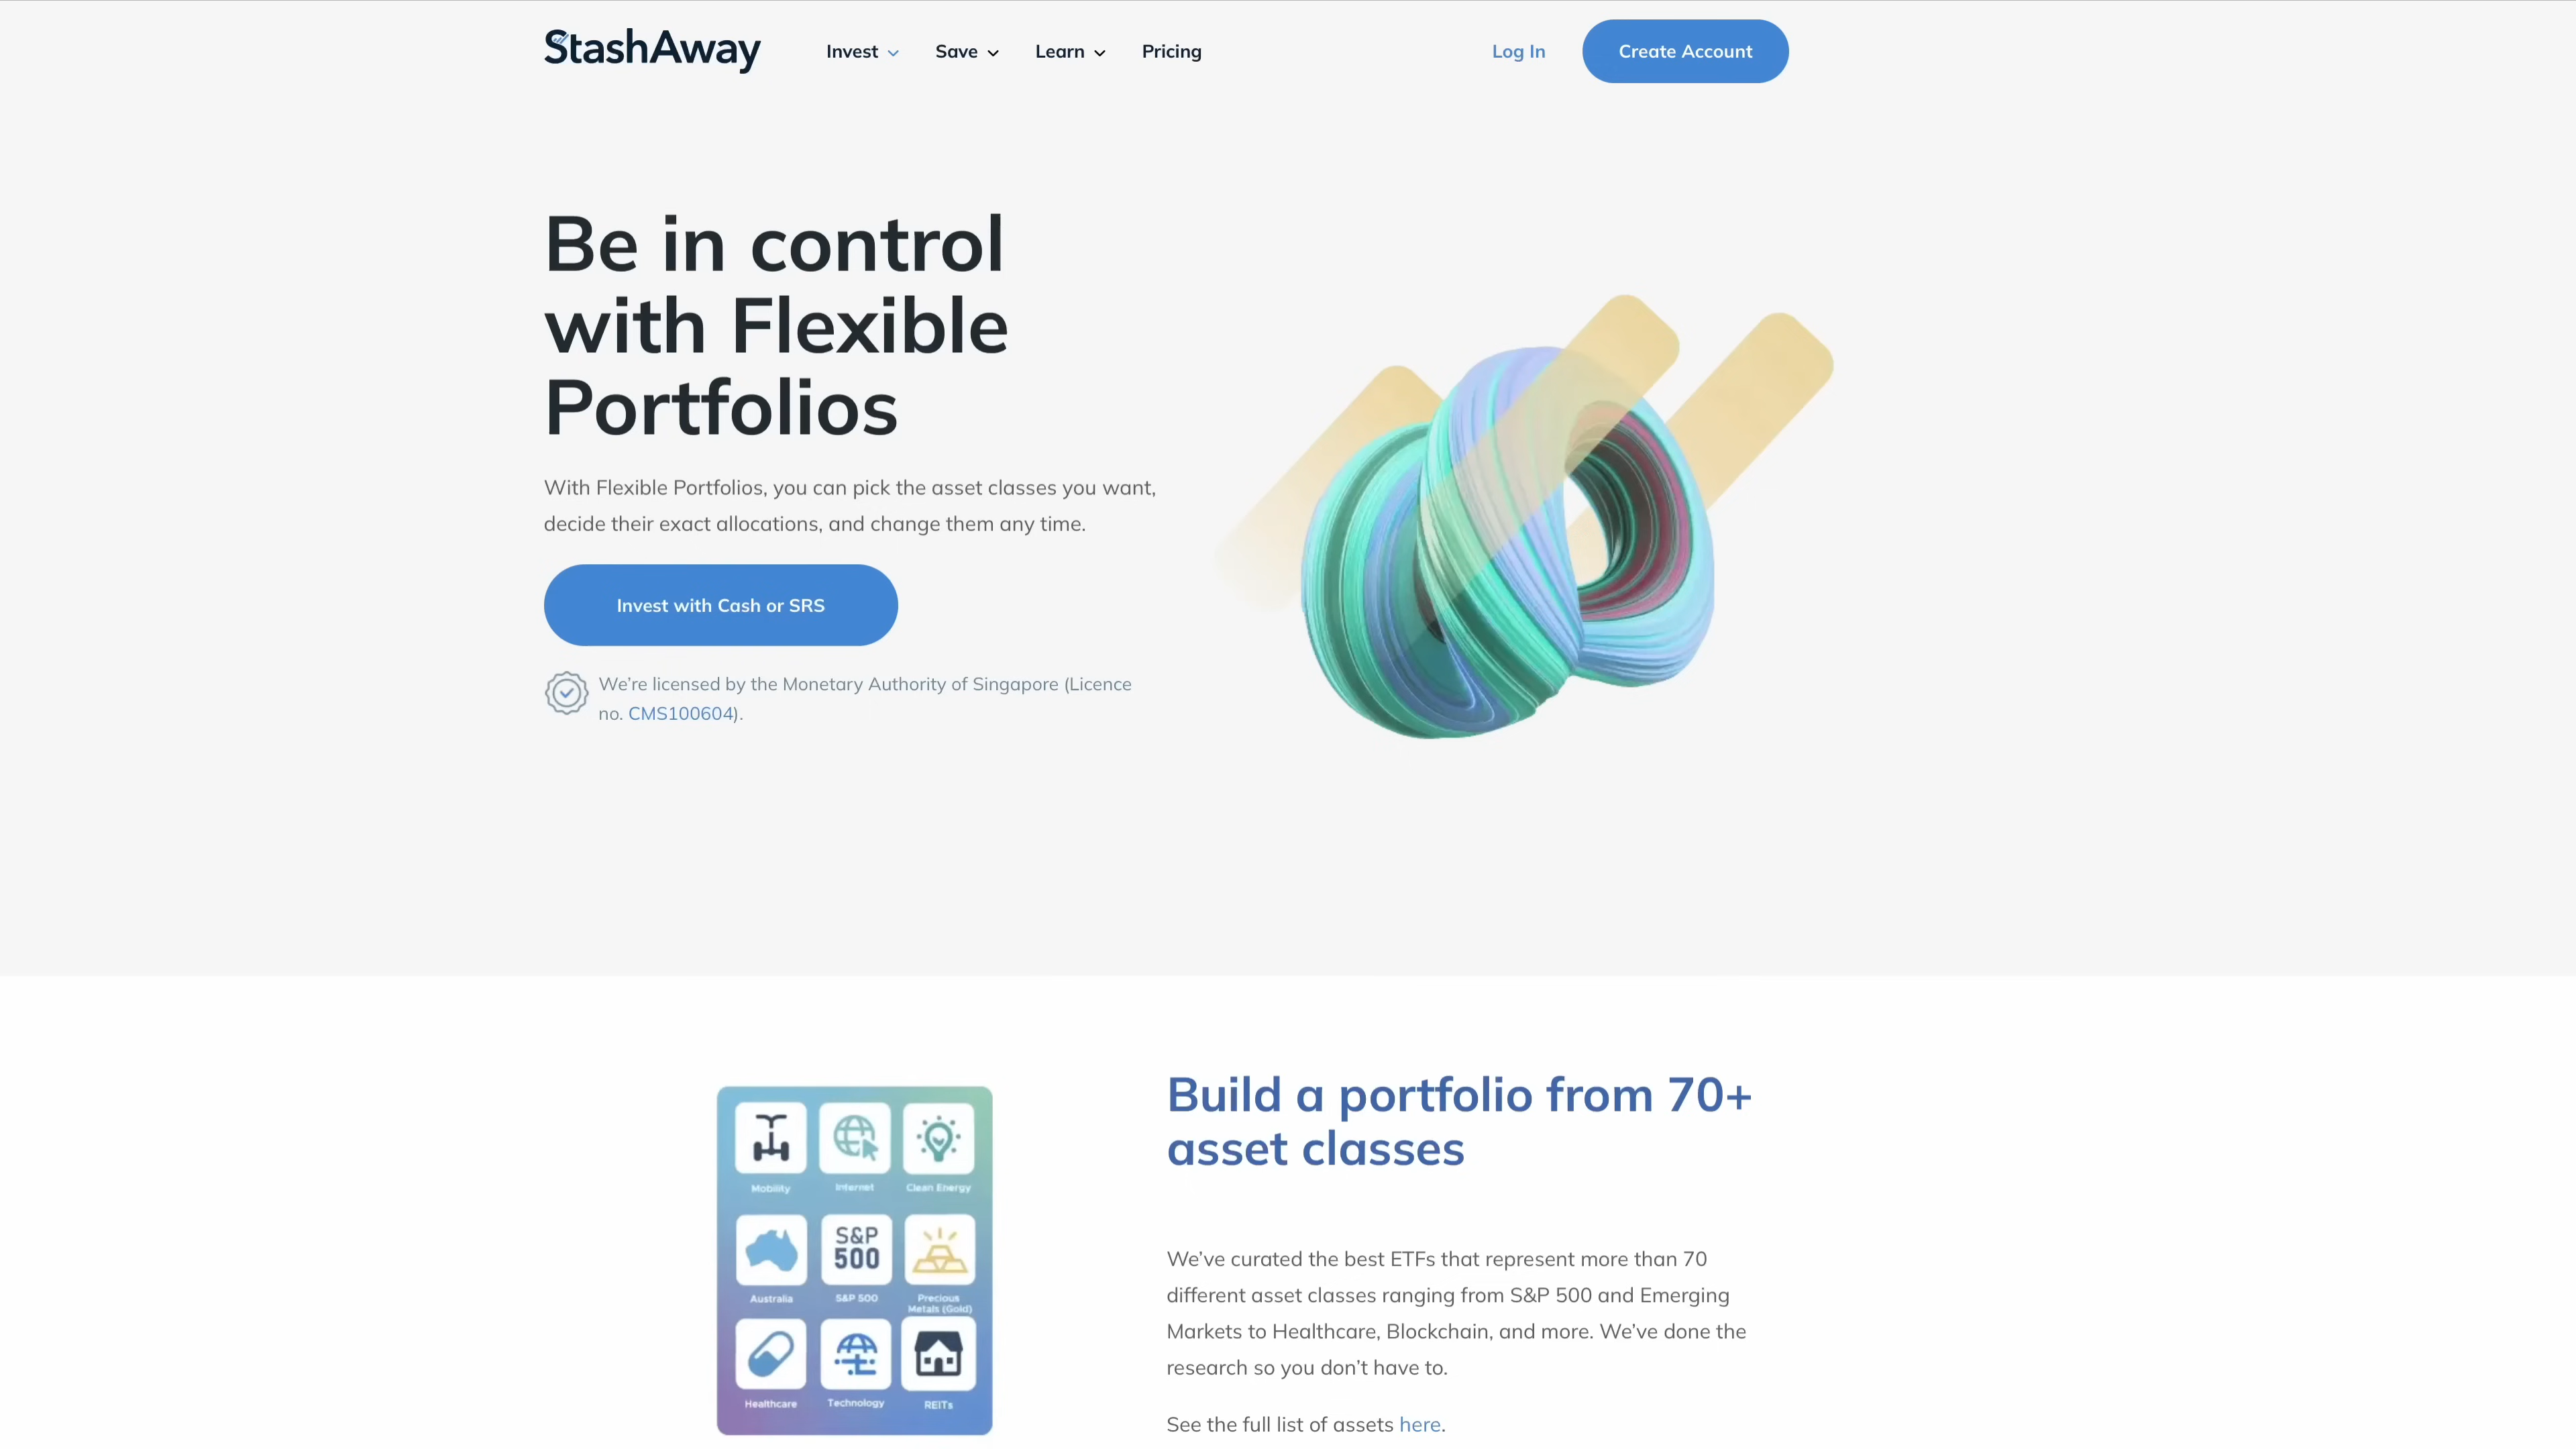 StashAway
Invest
Save
Learn
Pricing
Log In
Create Account
Be in control
with Flexible
Portfolios
With Flexible Portfolios, you can pick the asset classes you want,
decide their exact allocations, and change them any time.
Invest with Cash or SRS
We’re licensed by the Monetary Authority of Singapore (Licence
no. CMS100604).
Mobility
Internet
Clean Energy
S&P
500
Australia
S&P 500
Precious
Metals (Gold)
Healthcare
Technology
REITs
Build a portfolio from 70+
asset classes
We’ve curated the best ETFs that represent more than 70
different asset classes ranging from S&P 500 and Emerging
Markets to Healthcare, Blockchain, and more. We’ve done the
research so you don’t have to.
See the full list of assets here.